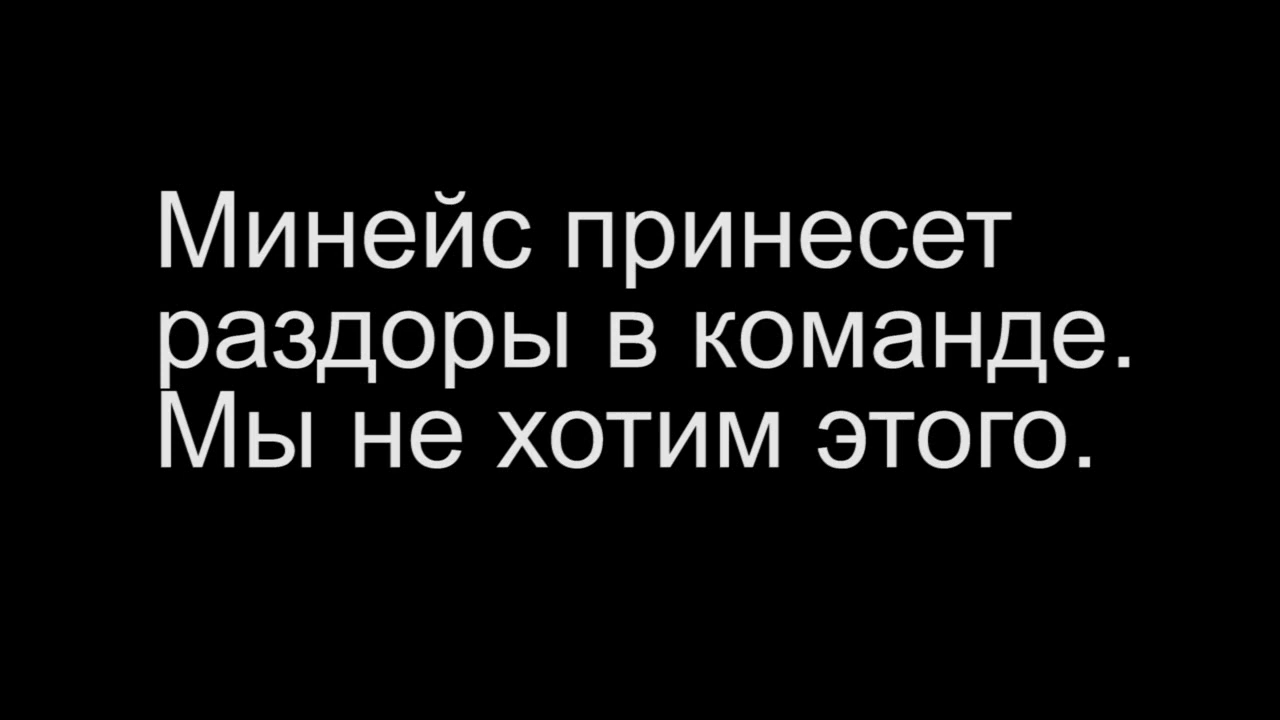 Минейс принесет
раздоры в команде.
Мы не хотим этого.